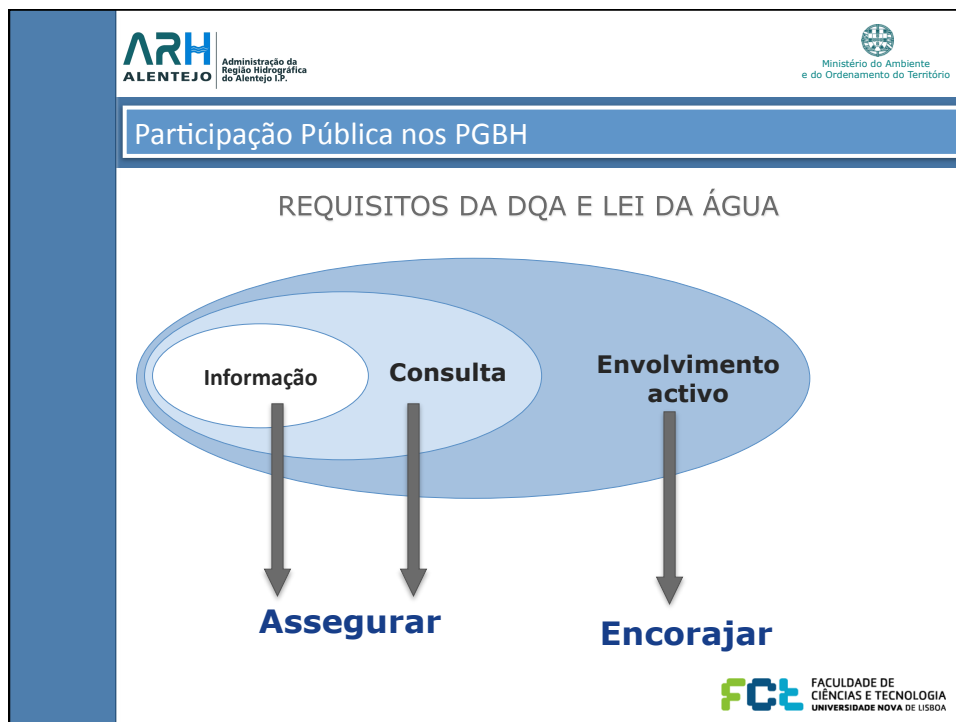 ARH
ALENTEJO
Administração da
Região Hidrográfica
do Alentejo I.P.
Ministério do Ambiente
e do Ordenamento do Território
Participação Pública nos PGBH
REQUISITOS DA DQA E LEI DA ÁGUA
Informação
Consulta
Envolvimento
activo
Assegurar
Encorajar
FCt
FACULDADE DE
CIÊNCIAS E TECNOLOGIA
UNIVERSIDADE NOVA DE LISBOA